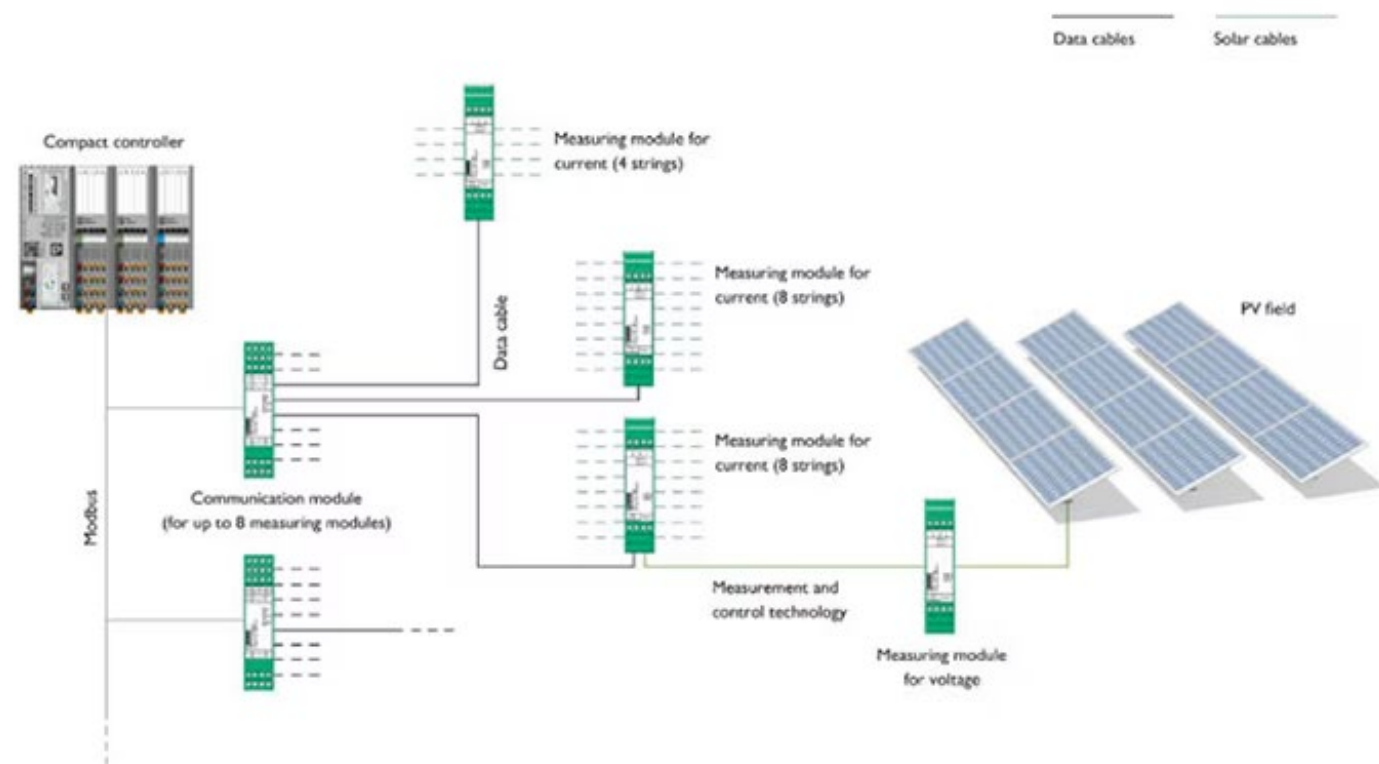 Data cables
Solar cables
Compact controller
Measuring module for
current (4 strings)
Data cable
Measuring module for
current (8 strings)
PV field
Measuring module for
current (8 strings)
Communication module
(for up to 8 measuring modules)
Modbus
Measurement and
control technology
Measuring module
for voltage